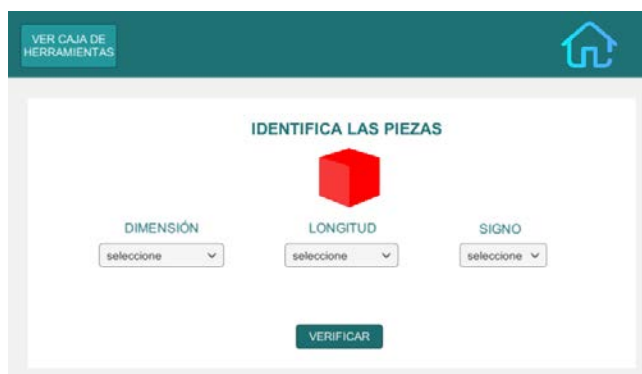 VER CAJA DE
HERRAMIENTAS
IDENTIFICA LAS PIEZAS
DIMENSIÓN LONGITUD SIGNO
seleccione seleccione seleccione
VERIFICAR